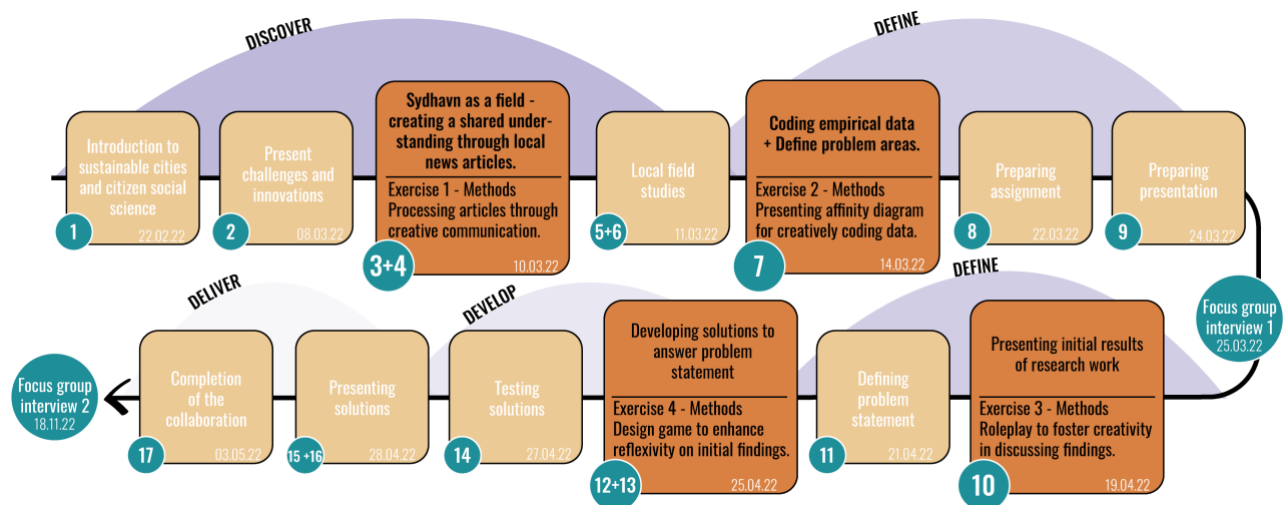 DISCOVER
DEFINE
Introduction to
sustainable cities
and citizen social
science
1
22.02.22
Present
challenges and
innovations
2
08.03.22
Sydhavn as a field -
creating a shared under-
standing through local
news articles.
Exercise 1 - Methods
Processing articles through
creative communication.
3+4
10.03.22
Local field
studies
5+6
11.03.22
Coding empirical data
+ Define problem areas.
Exercise 2 - Methods
Presenting affinity diagram
for creatively coding data.
7
14.03.22
Preparing
assignment
8
22.03.22
Preparing
presentation
9
24.03.22
Focus group
interview 1
25.03.22
DEFINE
Presenting initial results
of research work
Exercise 3 - Methods
Roleplay to foster creativity
in discussing findings.
10
19.04.22
Defining
problem
statement
11
21.04.22
DEVELOP
Developing solutions to
answer problem
statement
Exercise 4 - Methods
Design game to enhance
reflexivity on initial findings.
12+13
25.04.22
Testing
solutions
14
27.04.22
DELIVER
Presenting
solutions
15 +16
28.04.22
Completion
of the
collaboration
17
03.05.22
Focus group
interview 2
18.11.22